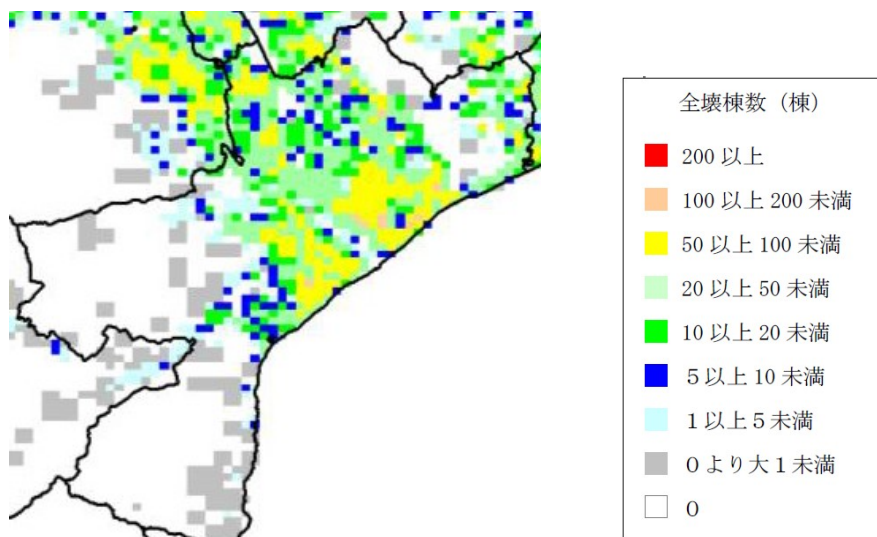 全壊棟数（棟）
200 以上
100 以上 200 未満
50 以上 100 未満
20 以上 50 未満
10 以上 20 未満
５以上 10 未満
１以上５未満
０より大１未満
０